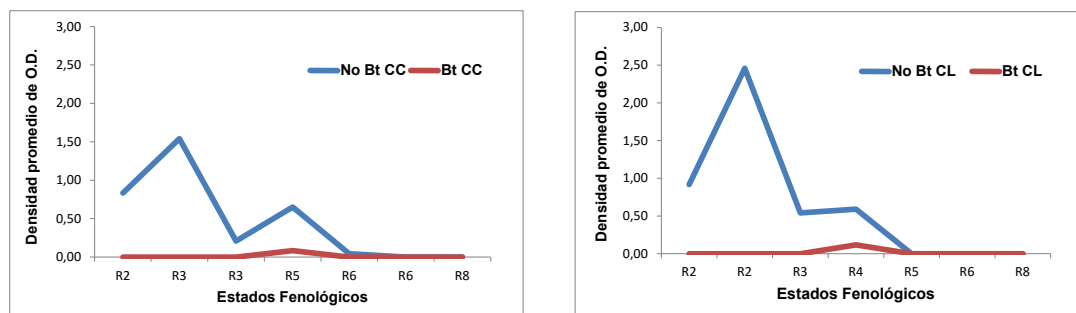 3,00
2,50
2,00
1,50
1,00
0,50
0,00
Densidad promedio de O.D.
No Bt CC Bt CC
R2 R3 R3 R5 R6 R6 R8
Estados Fenológicos
3,00
2,50
2,00
1,50
1,00
0,50
0,00
Densidad promedio de O.D.
No Bt CL Bt CL
R2 R2 R3 R4 R5 R6 R8
Estados Fenológicos